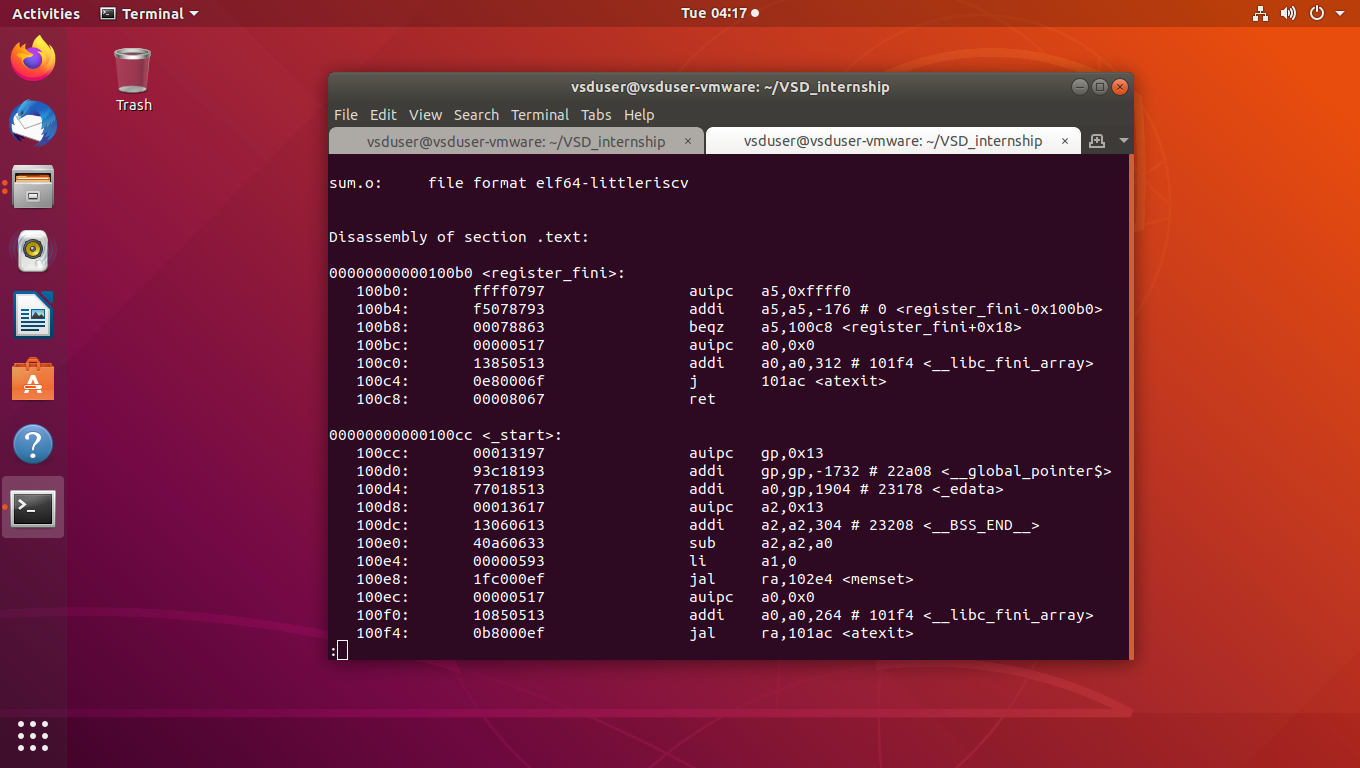 Activities Terminal Tue 04:17
Trash
vsduser@vsduser-vmware: ~/VSD_internship
File Edit View Search Terminal Tabs Help
vsduser@vsduser-vmware: ~/VSD_internship × vsduser@vsduser-vmware: ~/VSD_internship ×
sum.o:     file format elf64-littleriscv
Disassembly of section .text:
00000000000100b0 <register_fini>:
   100b0:	ffff0797          	auipc	a5,0xffff0
   100b4:	f5078793          	addi	a5,a5,-176 # 0 <register_fini-0x100b0>
   100b8:	00078863          	beqz	a5,100c8 <register_fini+0x18>
   100bc:	00000517          	auipc	a0,0x0
   100c0:	13850513          	addi	a0,a0,312 # 101f4 <__libc_fini_array>
   100c4:	0e80006f          	j	101ac <atexit>
   100c8:	00008067          	ret
00000000000100cc <_start>:
   100cc:	00013197          	auipc	gp,0x13
   100d0:	93c18193          	addi	gp,gp,-1732 # 22a08 <__global_pointer$>
   100d4:	77018513          	addi	a0,gp,1904 # 23178 <_edata>
   100d8:	00013617          	auipc	a2,0x13
   100dc:	13060613          	addi	a2,a2,304 # 23208 <__BSS_END__>
   100e0:	40a60633          	sub	a2,a2,a0
   100e4:	00000593          	li	a1,0
   100e8:	1fc000ef          	jal	ra,102e4 <memset>
   100ec:	00000517          	auipc	a0,0x0
   100f0:	10850513          	addi	a0,a0,264 # 101f4 <__libc_fini_array>
   100f4:	0b8000ef          	jal	ra,101ac <atexit>
: